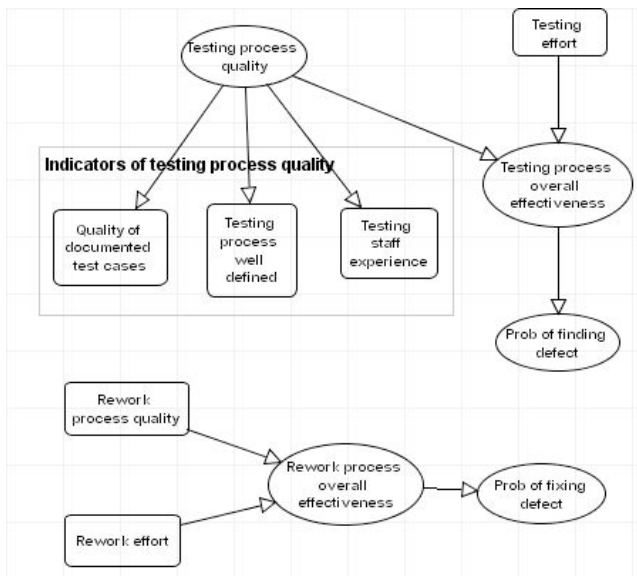 Testing process
quality
Testing
effort
Indicators of testing process quality
Quality of
documented
test cases
Testing
process
well
defined
Testing
staff
experience
Testing process
overall
effectiveness
Prob of finding
defect
Rework
process quality
Rework process
overall
effectiveness
Prob of fixing
defect
Rework effort